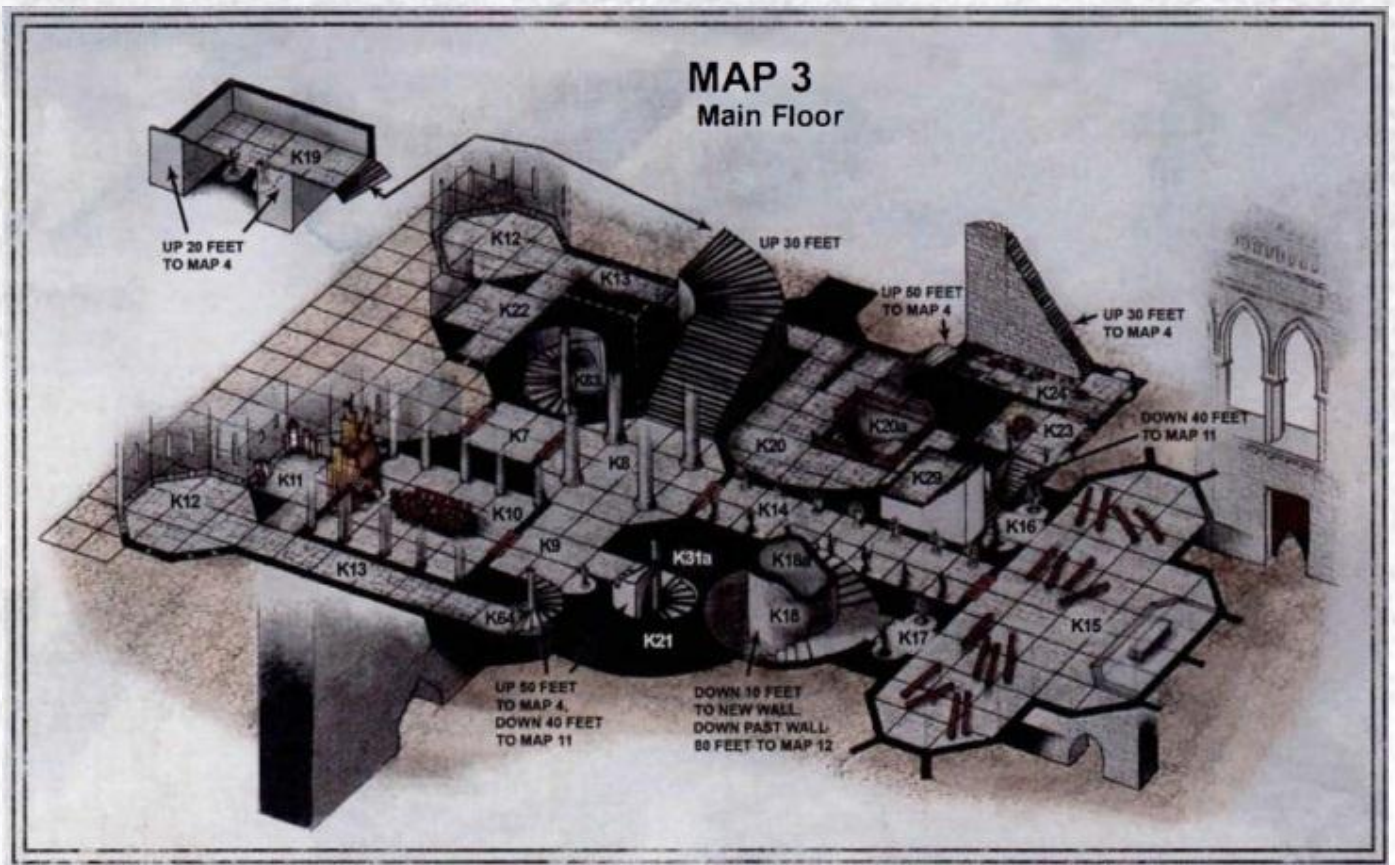 MAP 3
Main Floor
K19
UP 20 FEET
TO MAP 4
K12
UP 30 FEET
K13
UP 50 FEET
TO MAP 4
UP 30 FEET
TO MAP 4
K22
K63
K24
K20a
K23
DOWN 40 FEET
TO MAP 11
K7
K8
K20
K29
K11
K12
K10
K14
K16
K9
K31a
K18a
K13
K64
K21
K18
K17
K15
UP 50 FEET
TO MAP 4,
DOWN 40 FEET
TO MAP 11
DOWN 10 FEET
TO NEW WALL,
DOWN PAST WALL
80 FEET TO MAP 12